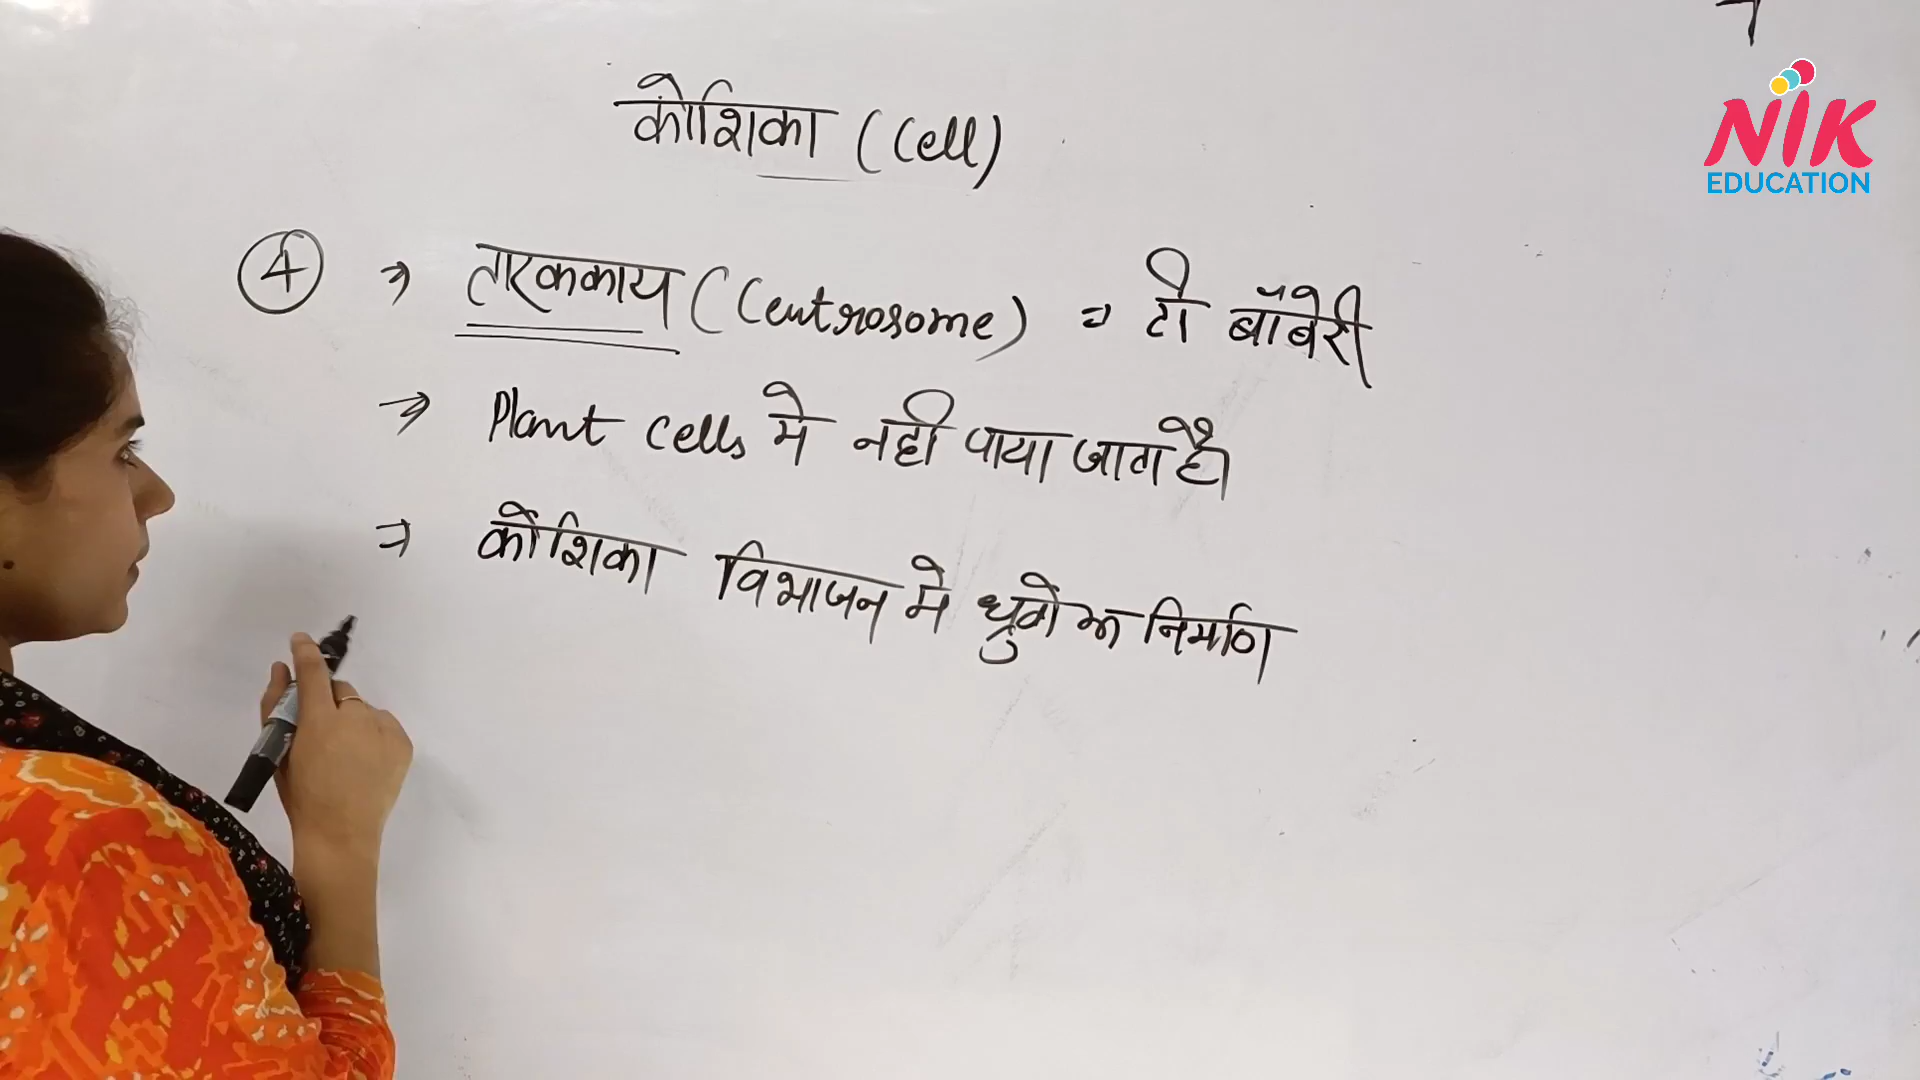 कोशिका (Cell)
NIK
EDUCATION
4 → तारककाय (Centrosome) = टी बॉवेरी
→ Plant cells मे नही पाया जाता है
→ कोशिका विभाजन मे ध्रुवो का निर्माण